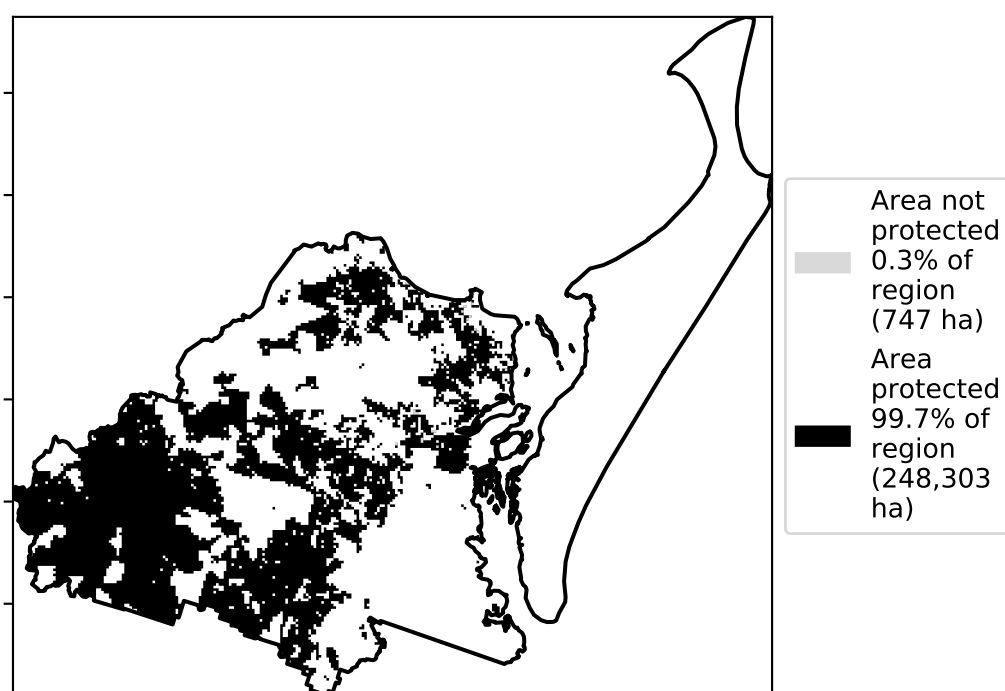 Area not
protected
0.3% of
region
(747 ha)
Area
protected
99.7% of
region
(248,303
ha)